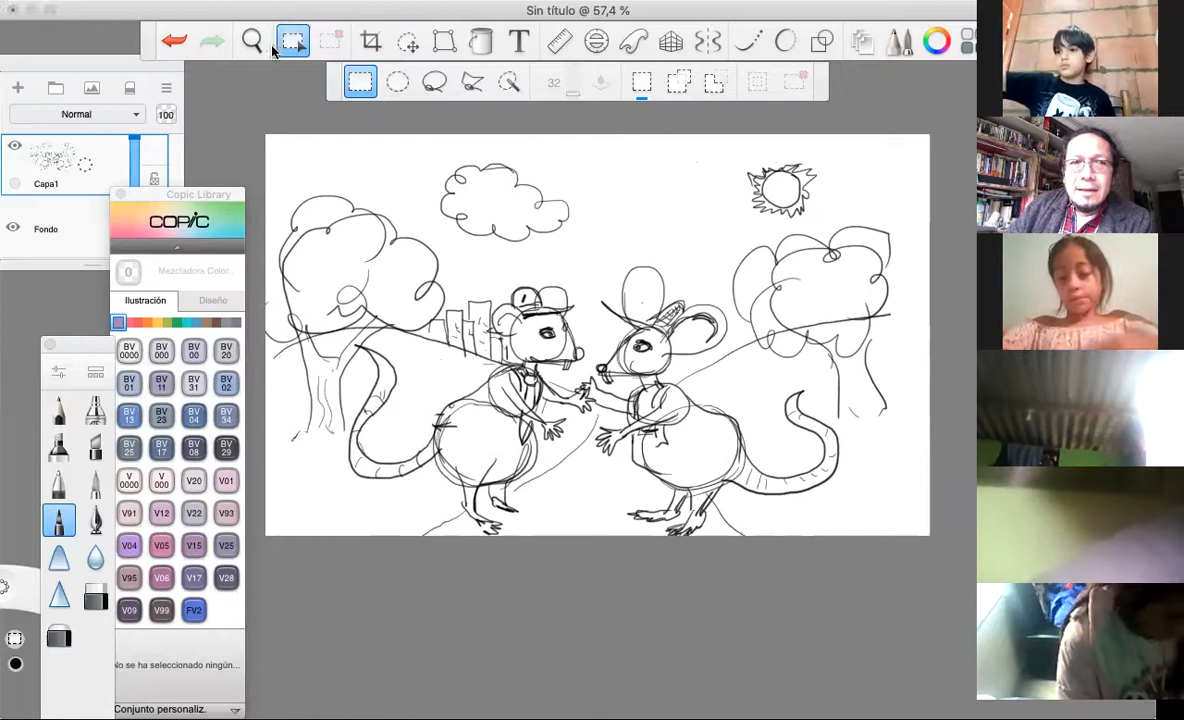 Sin título @ 57,4 %
T
32
Normal
100
Capa1
Fondo
Copic Library
COPIC
0 Mezcladora Color..
Ilustración Diseño
BV 0000 BV 000 BV 00 BV 20
BV 01 BV 11 BV 31 BV 02
BV 13 BV 23 BV 04 BV 34
BV 25 BV 17 BV 08 BV 29
V 0000 V 000 V20 V01
V91 V12 V22 V93
V04 V05 V15 V25
V95 V06 V17 V28
V09 V99 FV2
No se ha seleccionado ningún...
Conjunto personaliz.